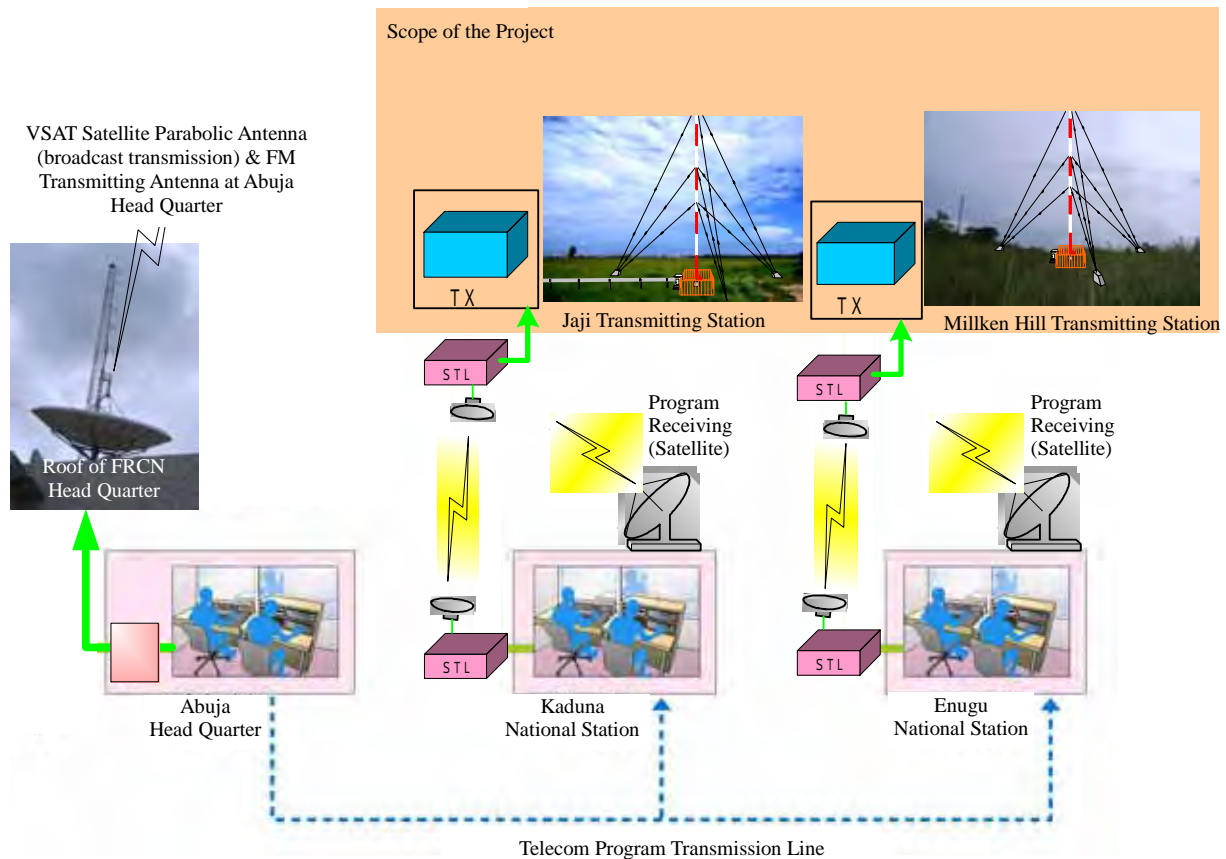 Scope of the Project
VSAT Satellite Parabolic Antenna
(broadcast transmission) & FM
Transmitting Antenna at Abuja
Head Quarter
TX
TX
Jaji Transmitting Station
Millken Hill Transmitting Station
STL
STL
Program
Receiving
(Satellite)
Program
Receiving
(Satellite)
Roof of FRCN
Head Quarter
STL
STL
Abuja
Head Quarter
Kaduna
National Station
Enugu
National Station
Telecom Program Transmission Line